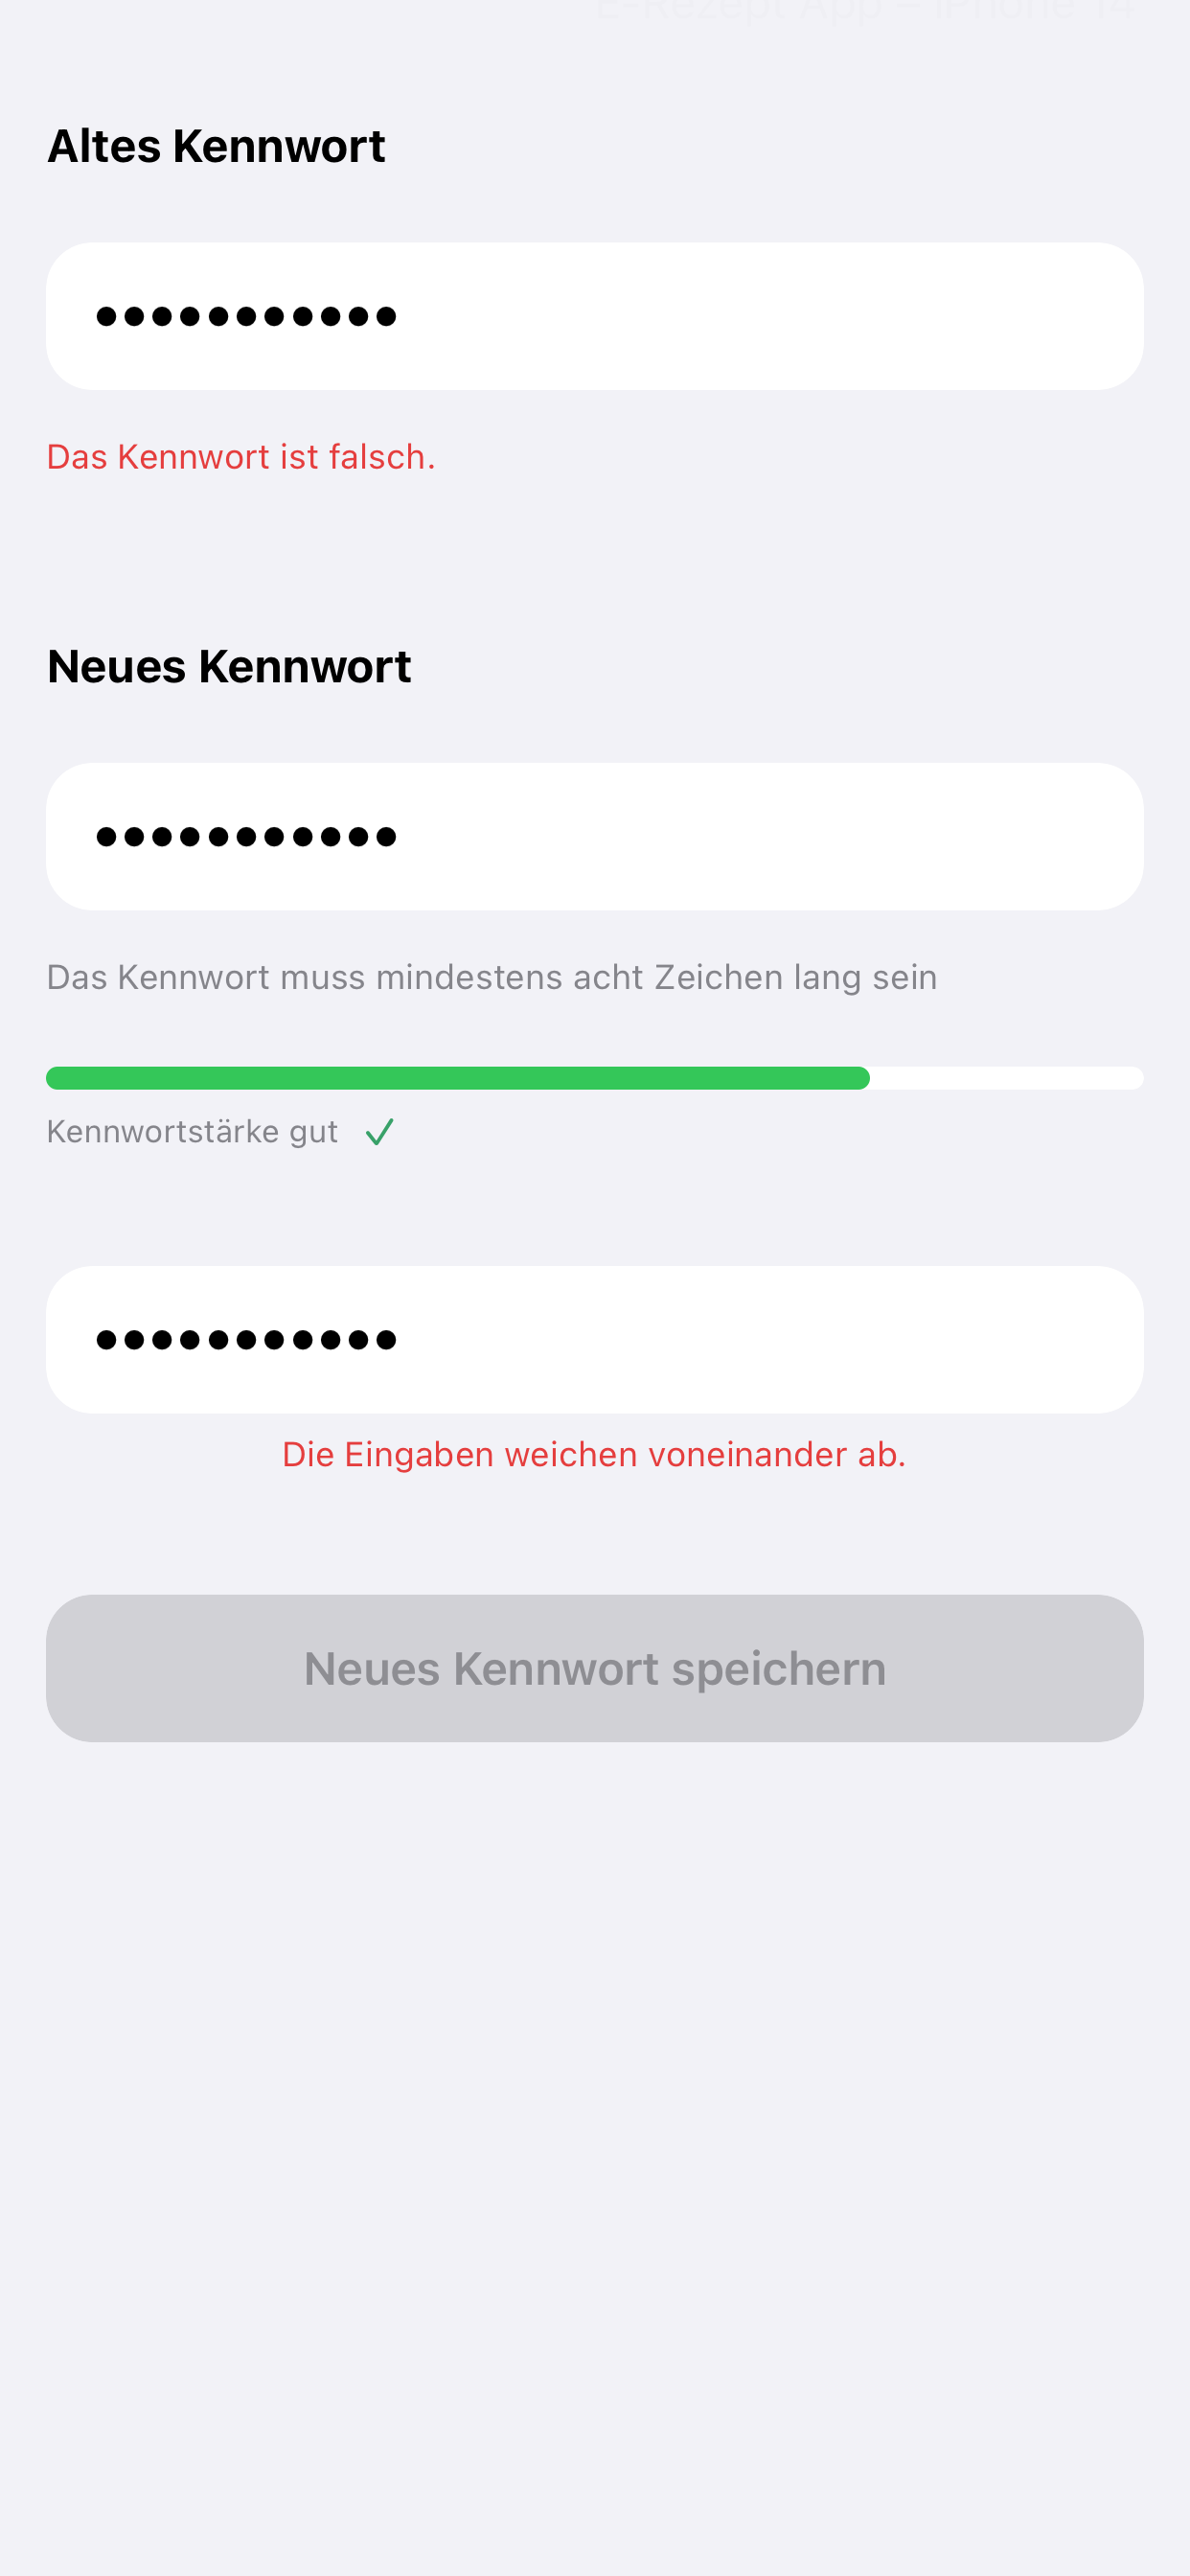 E-Rezept App – iPhone 14
Altes Kennwort
•••••••••••
Das Kennwort ist falsch.
Neues Kennwort
•••••••••••
Das Kennwort muss mindestens acht Zeichen lang sein
Kennwortstärke gut ✓
•••••••••••
Die Eingaben weichen voneinander ab.
Neues Kennwort speichern